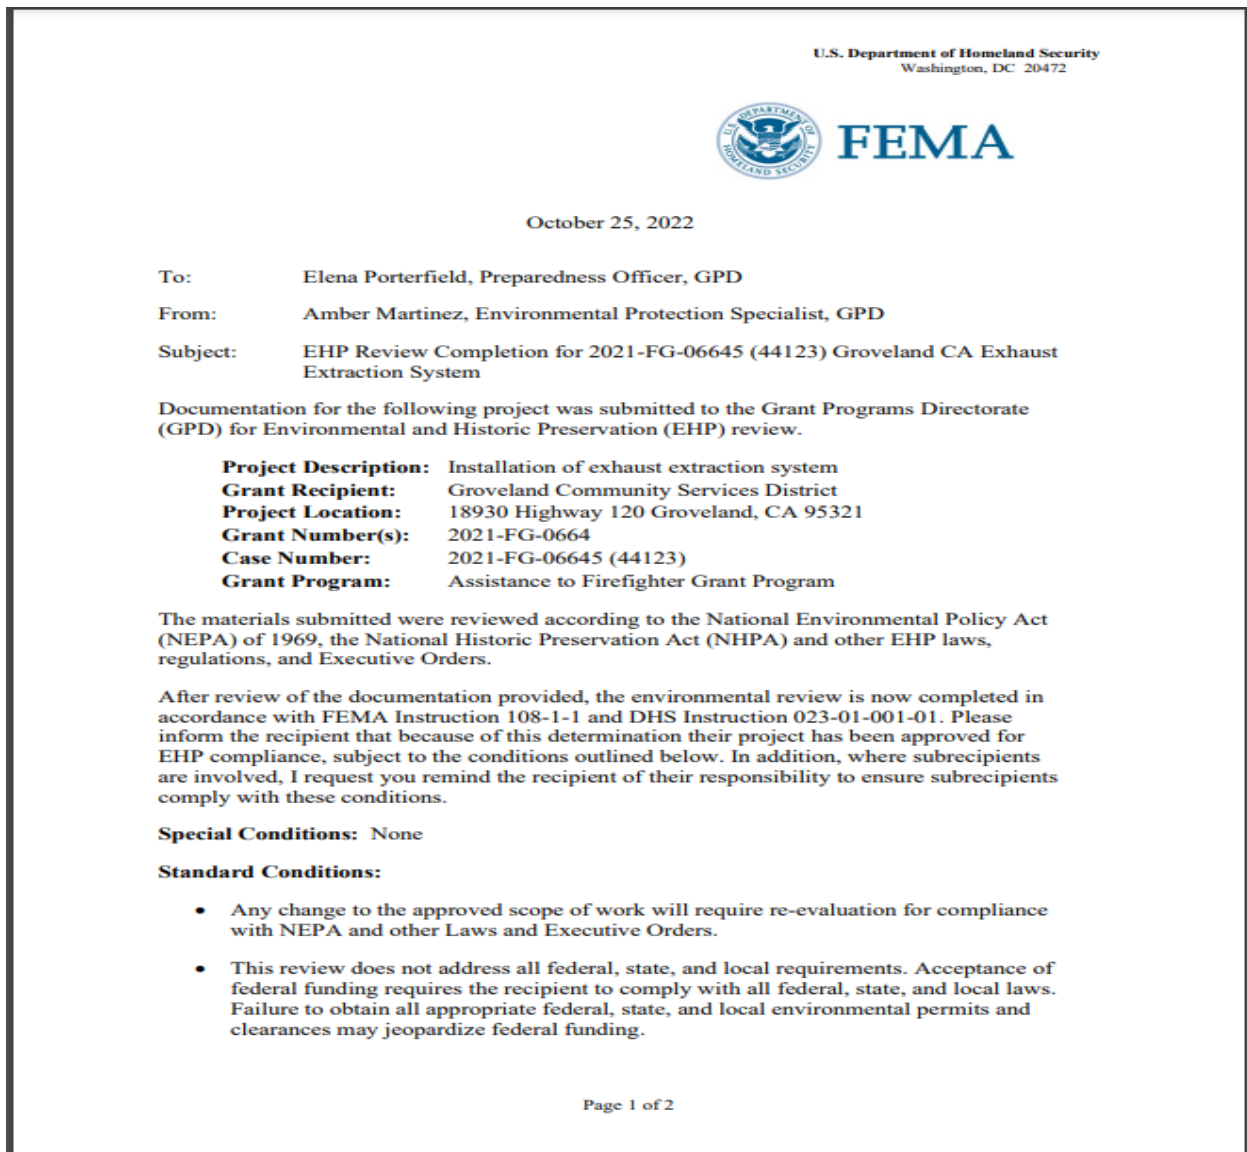 U.S. Department of Homeland Security
Washington, DC 20472
U.S. DEPARTMENT OF HOMELAND SECURITY
FEMA
October 25, 2022
To: Elena Porterfield, Preparedness Officer, GPD
From: Amber Martinez, Environmental Protection Specialist, GPD
Subject: EHP Review Completion for 2021-FG-06645 (44123) Groveland CA Exhaust
Extraction System
Documentation for the following project was submitted to the Grant Programs Directorate
(GPD) for Environmental and Historic Preservation (EHP) review.
Project Description: Installation of exhaust extraction system
Grant Recipient: Groveland Community Services District
Project Location: 18930 Highway 120 Groveland, CA 95321
Grant Number(s): 2021-FG-0664
Case Number: 2021-FG-06645 (44123)
Grant Program: Assistance to Firefighter Grant Program
The materials submitted were reviewed according to the National Environmental Policy Act
(NEPA) of 1969, the National Historic Preservation Act (NHPA) and other EHP laws,
regulations, and Executive Orders.
After review of the documentation provided, the environmental review is now completed in
accordance with FEMA Instruction 108-1-1 and DHS Instruction 023-01-001-01. Please
inform the recipient that because of this determination their project has been approved for
EHP compliance, subject to the conditions outlined below. In addition, where subrecipients
are involved, I request you remind the recipient of their responsibility to ensure subrecipients
comply with these conditions.
Special Conditions: None
Standard Conditions:
• Any change to the approved scope of work will require re-evaluation for compliance
with NEPA and other Laws and Executive Orders.
• This review does not address all federal, state, and local requirements. Acceptance of
federal funding requires the recipient to comply with all federal, state, and local laws.
Failure to obtain all appropriate federal, state, and local environmental permits and
clearances may jeopardize federal funding.
Page 1 of 2